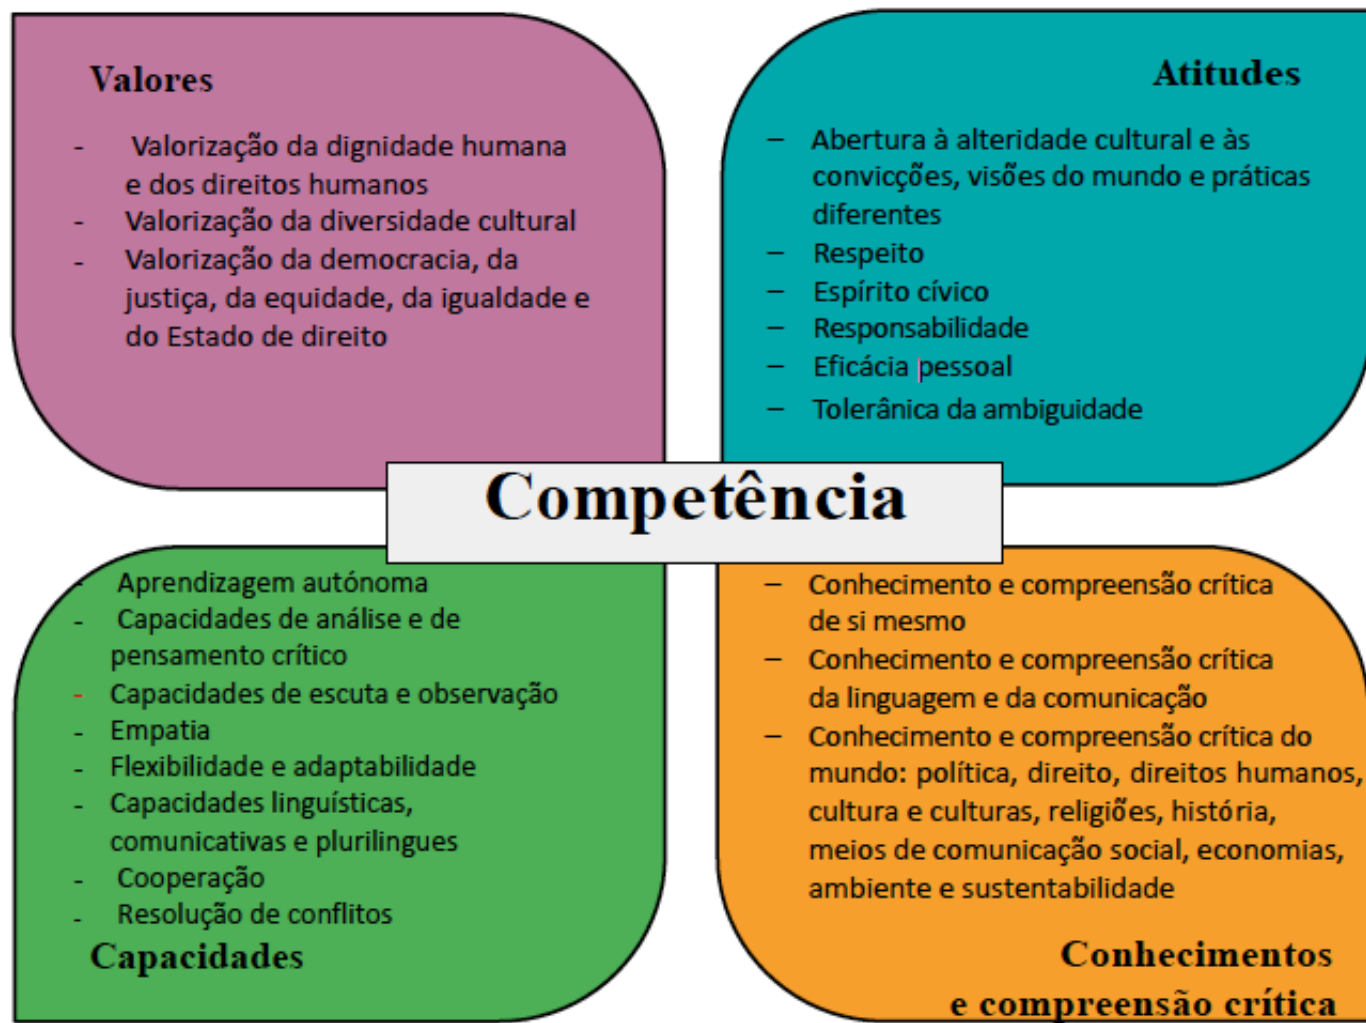 Valores
- Valorização da dignidade humana
e dos direitos humanos
- Valorização da diversidade cultural
- Valorização da democracia, da
justiça, da equidade, da igualdade e
do Estado de direito
Atitudes
– Abertura à alteridade cultural e às
convicções, visões do mundo e práticas
diferentes
– Respeito
– Espírito cívico
– Responsabilidade
– Eficácia pessoal
– Tolerânica da ambiguidade
Competência
- Aprendizagem autónoma
- Capacidades de análise e de
pensamento crítico
- Capacidades de escuta e observação
- Empatia
- Flexibilidade e adaptabilidade
- Capacidades linguísticas,
comunicativas e plurilingues
- Cooperação
- Resolução de conflitos
Capacidades
– Conhecimento e compreensão crítica
de si mesmo
– Conhecimento e compreensão crítica
da linguagem e da comunicação
– Conhecimento e compreensão crítica do
mundo: política, direito, direitos humanos,
cultura e culturas, religiões, história,
meios de comunicação social, economias,
ambiente e sustentabilidade
Conhecimentos
e compreensão crítica